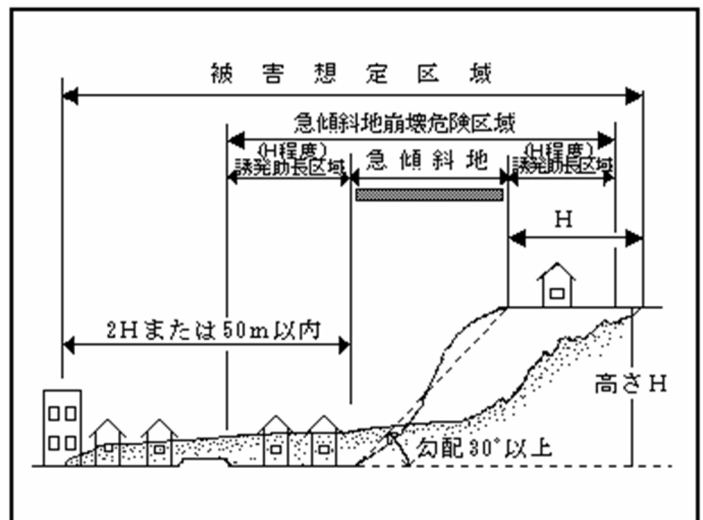 被害想定区域
急傾斜地崩壊危険区域
(H程度)
誘発助長区域
急傾斜地
(H程度)
誘発助長区域
H
2Hまたは50m以内
高さH
勾配30°以上